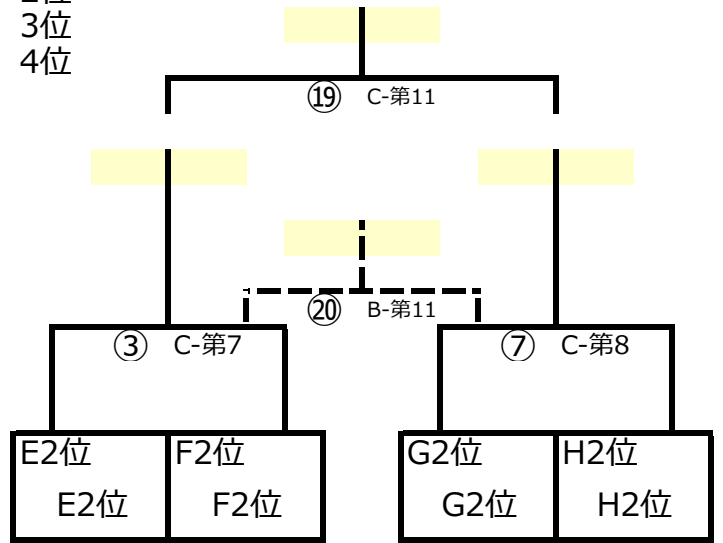 3位
4位
⑲ C-第11
⑳ B-第11
③ C-第7
⑦ C-第8
E2位 F2位 G2位 H2位
E2位 F2位 G2位 H2位